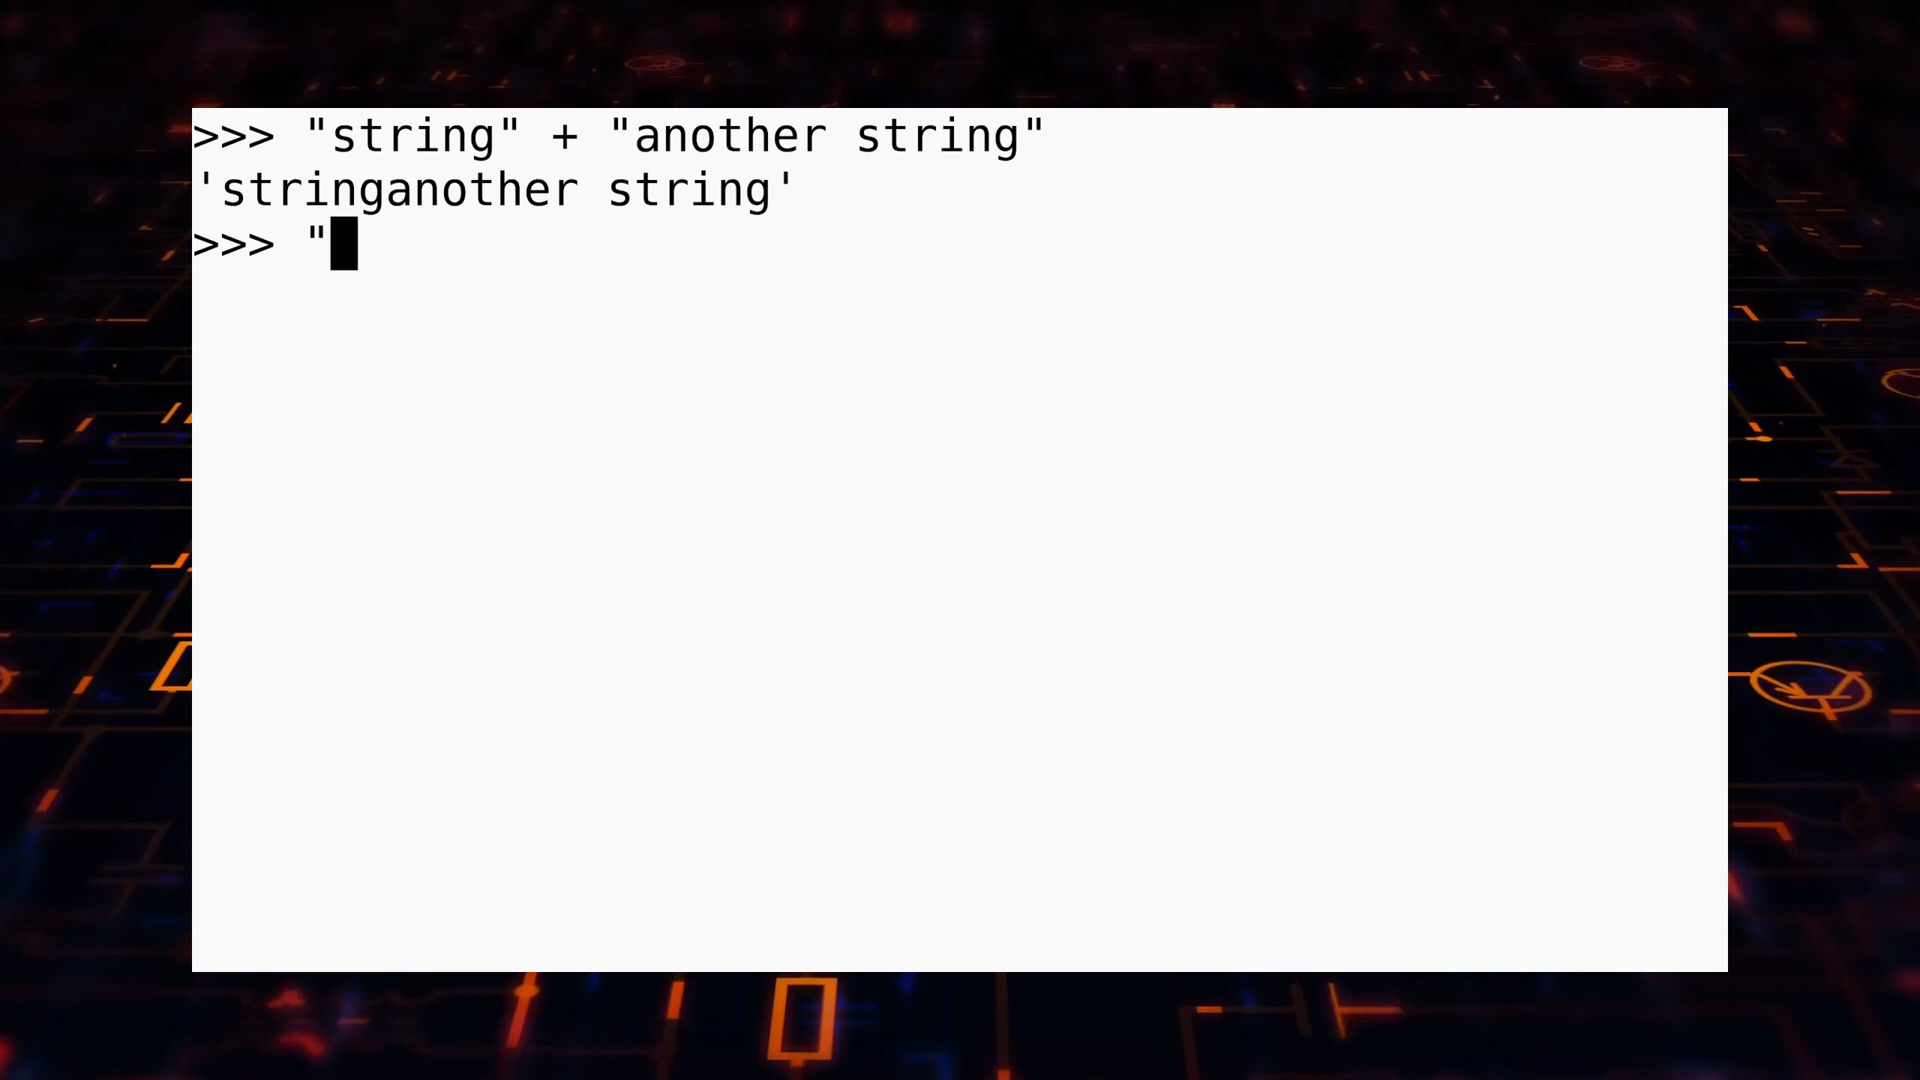 >>> "string" + "another string"
'stringanother string'
>>> "